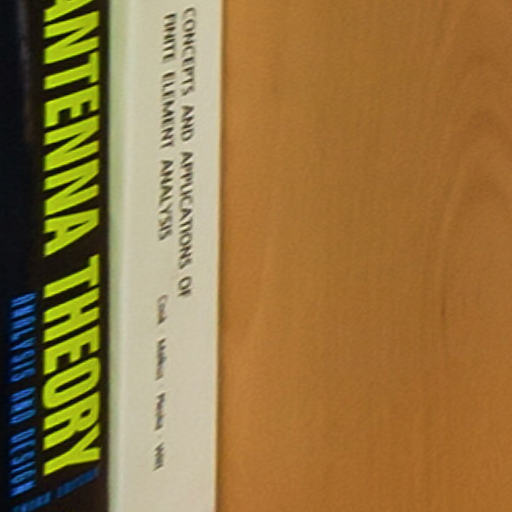 ANTENNA THEORY
ANALYSIS AND DESIGN
CONCEPTS AND APPLICATIONS OF
FINITE ELEMENT ANALYSIS
Cook · Malkus · Plesha · Witt